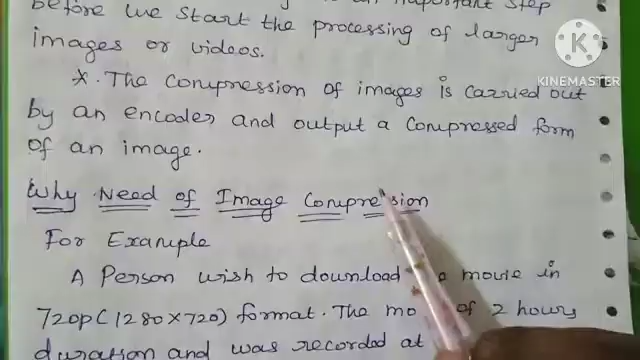 before we start the processing of larger
images or videos.
*. The compression of images is carried out
by an encoder and output a compressed form
of an image.
Why Need of Image Compression
For Example
A Person wish to download movie in
720p(1280×720) format. The of 2 hours
duration and was recorded at
KINEMASTER